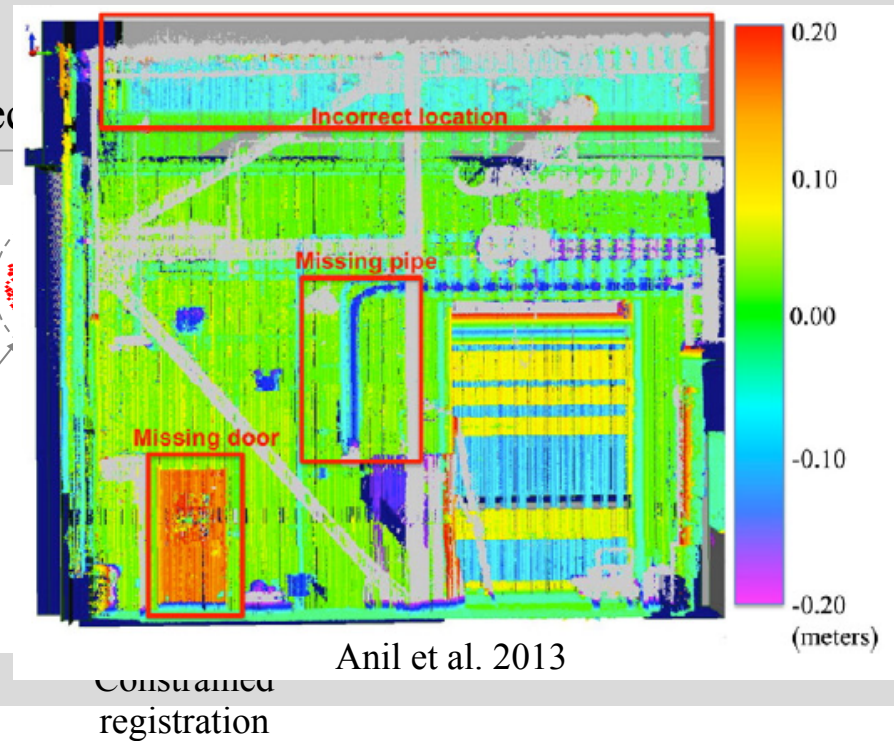 0.20
Incorrect location
0.10
Missing pipe
0.00
Missing door
-0.10
-0.20
(meters)
Anil et al. 2013
Constrained
registration